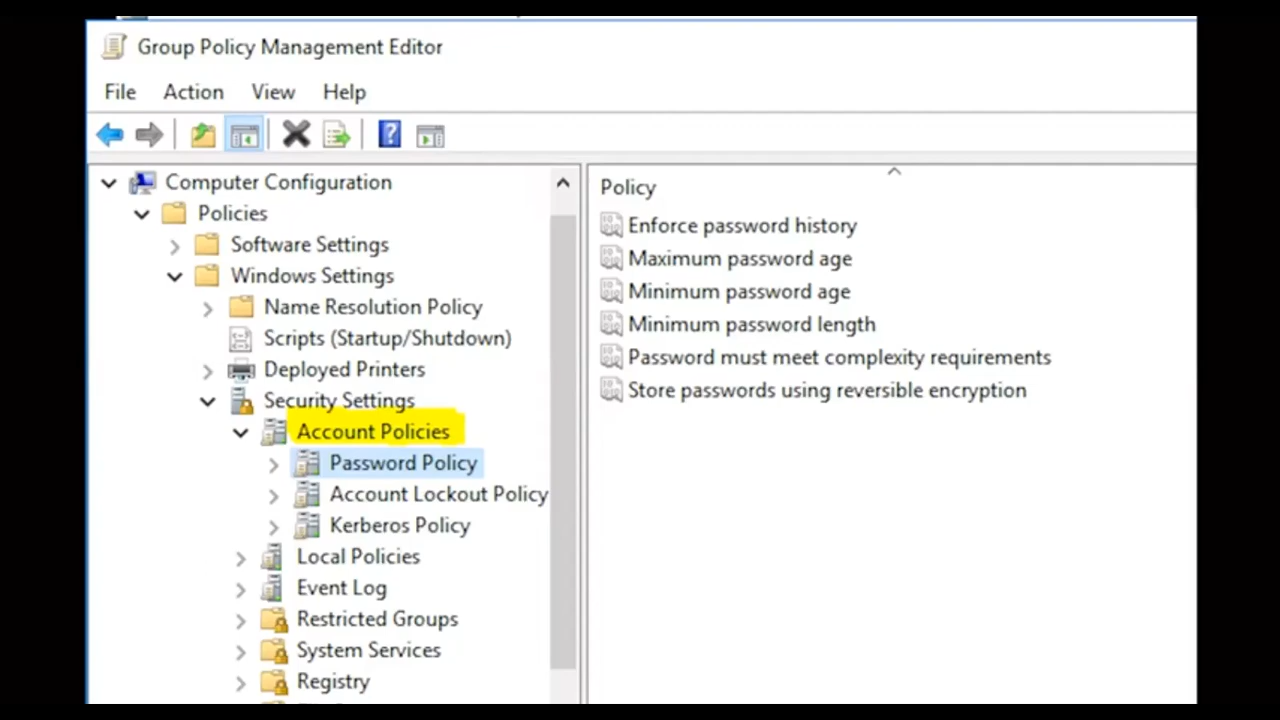 Group Policy Management Editor
File Action View Help
Computer Configuration
Policies
Software Settings
Windows Settings
Name Resolution Policy
Scripts (Startup/Shutdown)
Deployed Printers
Security Settings
Account Policies
Password Policy
Account Lockout Policy
Kerberos Policy
Local Policies
Event Log
Restricted Groups
System Services
Registry
Policy
Enforce password history
Maximum password age
Minimum password age
Minimum password length
Password must meet complexity requirements
Store passwords using reversible encryption